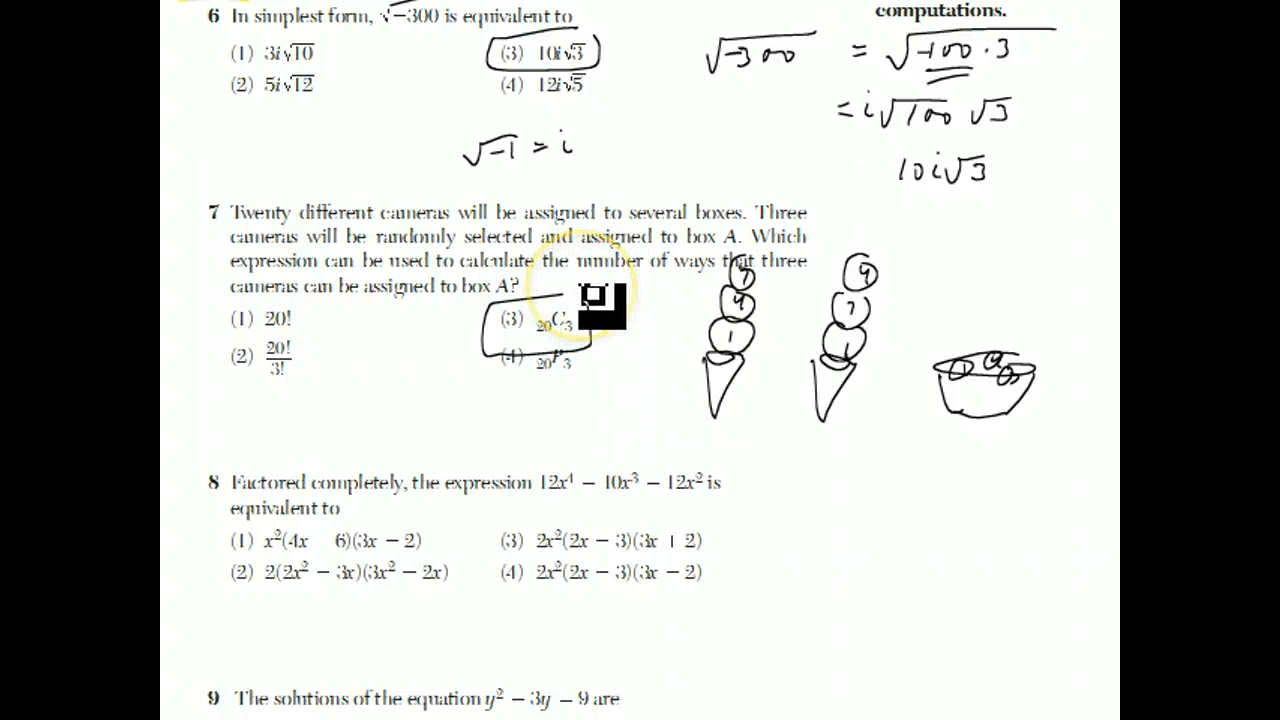 computations.
6 In simplest form, √−300 is equivalent to
(1) 3i√10 (3) 10i√3
(2) 5i√12 (4) 12i√5
√-300 = √-100 · 3
= i√100 √3
√-1 = i
10i√3
7 Twenty different cameras will be assigned to several boxes. Three
cameras will be randomly selected and assigned to box A. Which
expression can be used to calculate the number of ways that three
cameras can be assigned to box A?
(1) 20! (3) 20C3
(2) 20!/3! (4) 20P3
8 Factored completely, the expression 12x⁴ − 10x³ − 12x² is
equivalent to
(1) x²(4x 6)(3x − 2) (3) 2x²(2x − 3)(3x + 2)
(2) 2(2x² − 3x)(3x² − 2x) (4) 2x²(2x − 3)(3x − 2)
9 The solutions of the equation y² − 3y − 9 are